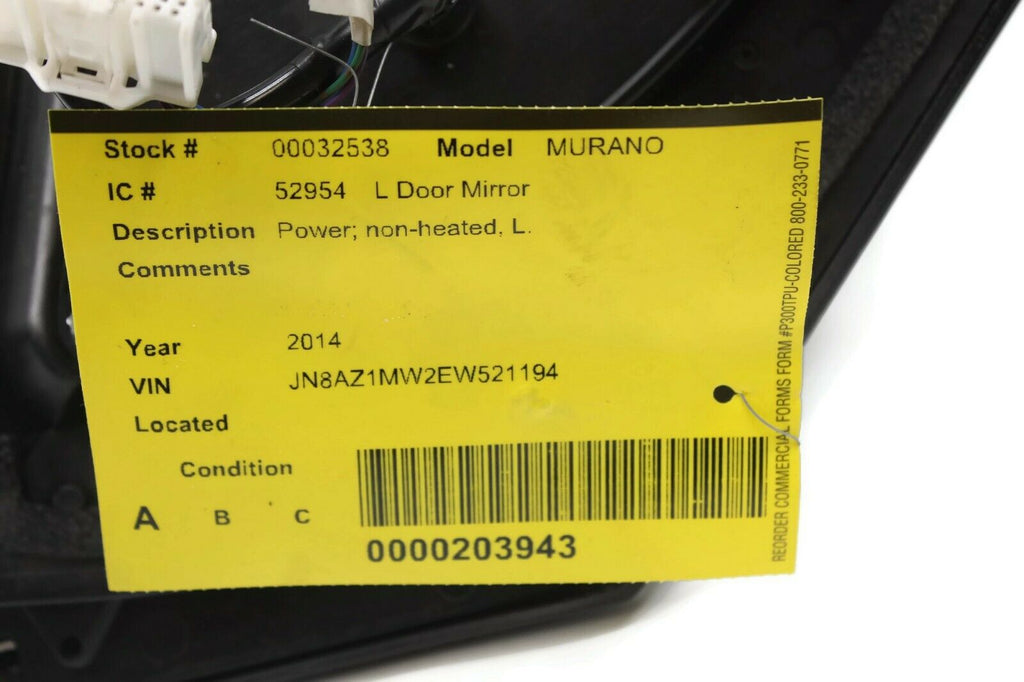 Stock # 00032538 Model MURANO
IC # 52954 L Door Mirror
Description Power; non-heated, L.
Comments
Year 2014
VIN JN8AZ1MW2EW521194
Located
Condition
A B C
0000203943
REORDER COMMERCIAL FORMS FORM #P300TPU-COLORED 800-233-0771